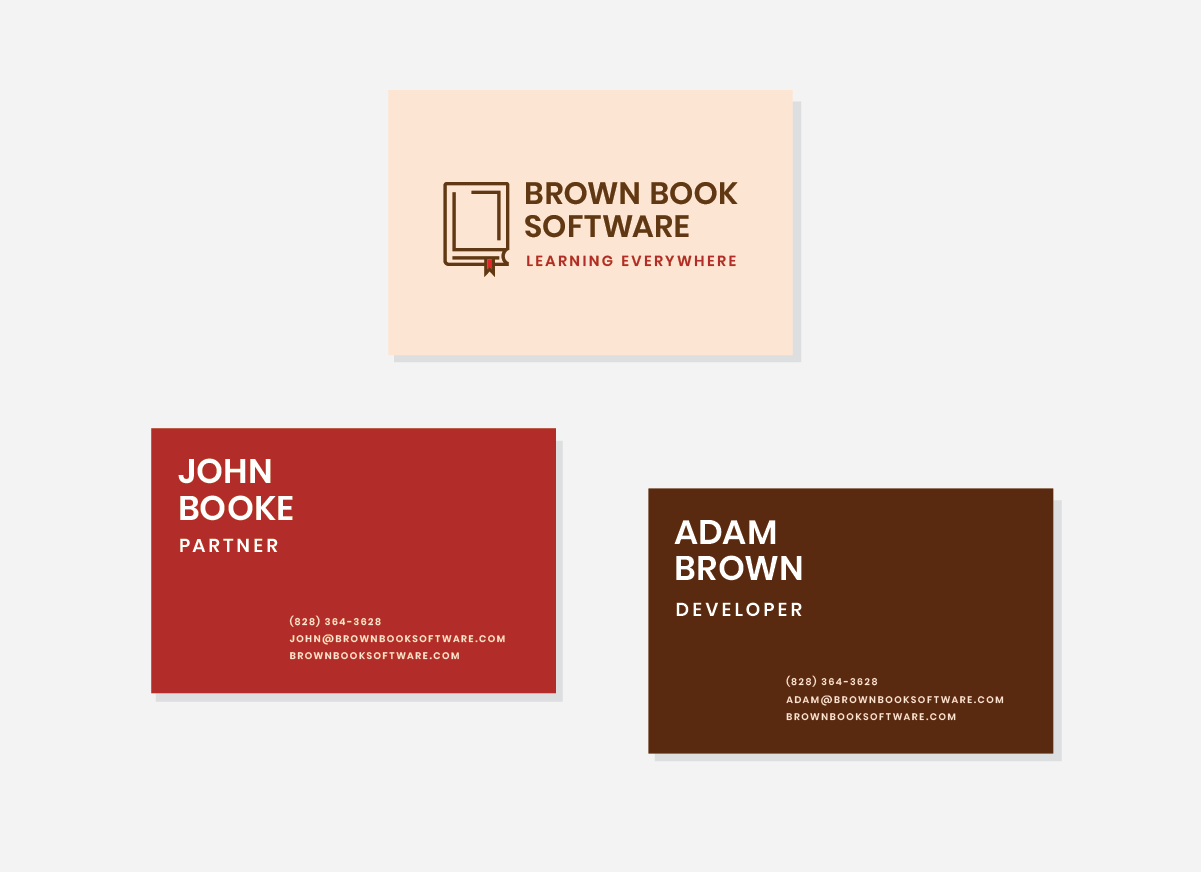 BROWN BOOK
SOFTWARE
LEARNING EVERYWHERE
JOHN
BOOKE
PARTNER
(828) 364-3628
JOHN@BROWNBOOKSOFTWARE.COM
BROWNBOOKSOFTWARE.COM
ADAM
BROWN
DEVELOPER
(828) 364-3628
ADAM@BROWNBOOKSOFTWARE.COM
BROWNBOOKSOFTWARE.COM